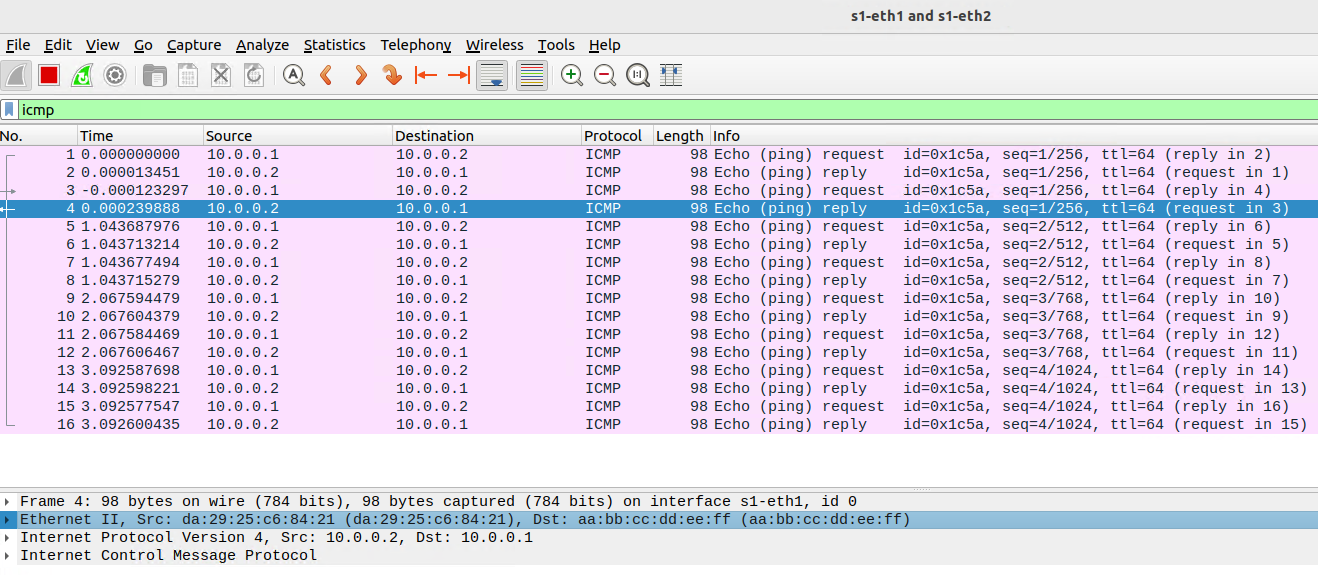 s1-eth1 and s1-eth2
File Edit View Go Capture Analyze Statistics Telephony Wireless Tools Help
icmp
No. Time Source Destination Protocol Length Info
1 0.000000000 10.0.0.1 10.0.0.2 ICMP 98 Echo (ping) request id=0x1c5a, seq=1/256, ttl=64 (reply in 2)
2 0.000013451 10.0.0.2 10.0.0.1 ICMP 98 Echo (ping) reply id=0x1c5a, seq=1/256, ttl=64 (request in 1)
3 -0.000123297 10.0.0.1 10.0.0.2 ICMP 98 Echo (ping) request id=0x1c5a, seq=1/256, ttl=64 (reply in 4)
4 0.000239888 10.0.0.2 10.0.0.1 ICMP 98 Echo (ping) reply id=0x1c5a, seq=1/256, ttl=64 (request in 3)
5 1.043687976 10.0.0.1 10.0.0.2 ICMP 98 Echo (ping) request id=0x1c5a, seq=2/512, ttl=64 (reply in 6)
6 1.043713214 10.0.0.2 10.0.0.1 ICMP 98 Echo (ping) reply id=0x1c5a, seq=2/512, ttl=64 (request in 5)
7 1.043677494 10.0.0.1 10.0.0.2 ICMP 98 Echo (ping) request id=0x1c5a, seq=2/512, ttl=64 (reply in 8)
8 1.043715279 10.0.0.2 10.0.0.1 ICMP 98 Echo (ping) reply id=0x1c5a, seq=2/512, ttl=64 (request in 7)
9 2.067594479 10.0.0.1 10.0.0.2 ICMP 98 Echo (ping) request id=0x1c5a, seq=3/768, ttl=64 (reply in 10)
10 2.067604379 10.0.0.2 10.0.0.1 ICMP 98 Echo (ping) reply id=0x1c5a, seq=3/768, ttl=64 (request in 9)
11 2.067584469 10.0.0.1 10.0.0.2 ICMP 98 Echo (ping) request id=0x1c5a, seq=3/768, ttl=64 (reply in 12)
12 2.067606467 10.0.0.2 10.0.0.1 ICMP 98 Echo (ping) reply id=0x1c5a, seq=3/768, ttl=64 (request in 11)
13 3.092587698 10.0.0.1 10.0.0.2 ICMP 98 Echo (ping) request id=0x1c5a, seq=4/1024, ttl=64 (reply in 14)
14 3.092598221 10.0.0.2 10.0.0.1 ICMP 98 Echo (ping) reply id=0x1c5a, seq=4/1024, ttl=64 (request in 13)
15 3.092577547 10.0.0.1 10.0.0.2 ICMP 98 Echo (ping) request id=0x1c5a, seq=4/1024, ttl=64 (reply in 16)
16 3.092600435 10.0.0.2 10.0.0.1 ICMP 98 Echo (ping) reply id=0x1c5a, seq=4/1024, ttl=64 (request in 15)
Frame 4: 98 bytes on wire (784 bits), 98 bytes captured (784 bits) on interface s1-eth1, id 0
Ethernet II, Src: da:29:25:c6:84:21 (da:29:25:c6:84:21), Dst: aa:bb:cc:dd:ee:ff (aa:bb:cc:dd:ee:ff)
Internet Protocol Version 4, Src: 10.0.0.2, Dst: 10.0.0.1
Internet Control Message Protocol